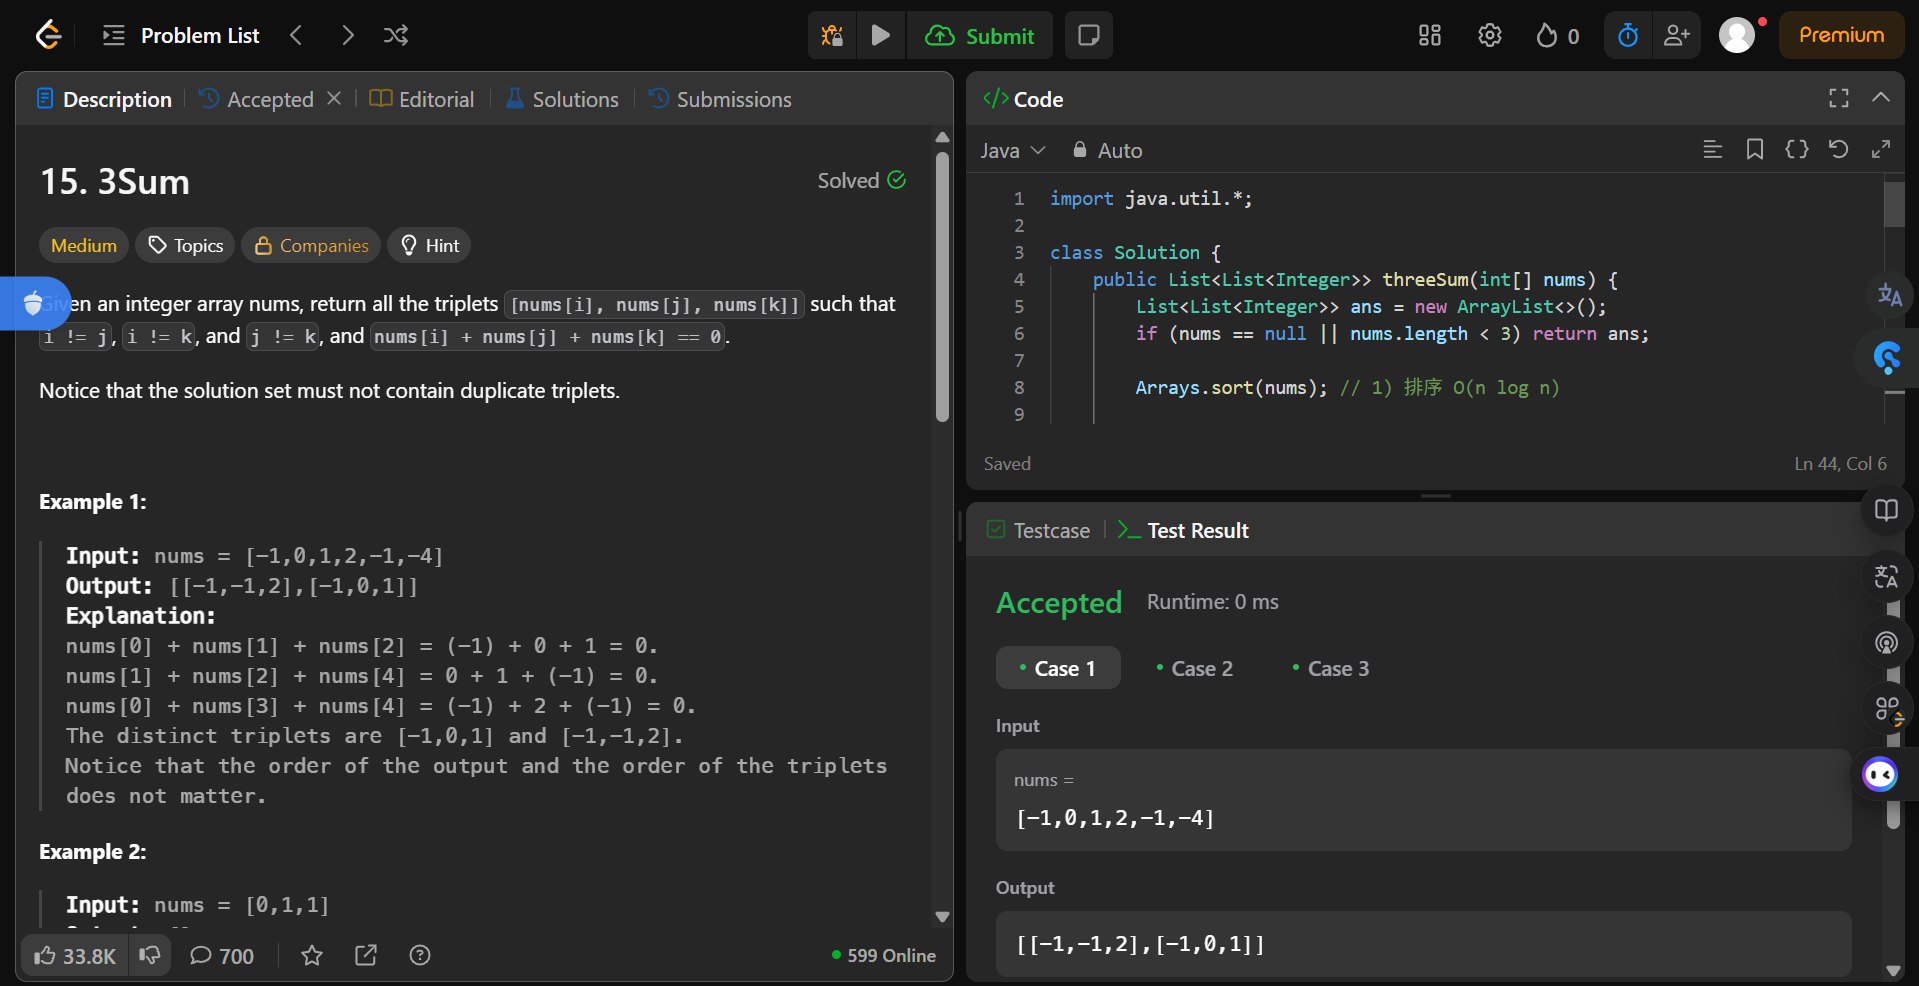 Problem List
Submit
0
Premium
Description
Accepted
Editorial
Solutions
Submissions
15. 3Sum
Solved
Medium
Topics
Companies
Hint
Given an integer array nums, return all the triplets [nums[i], nums[j], nums[k]] such that
i != j, i != k, and j != k, and nums[i] + nums[j] + nums[k] == 0.
Notice that the solution set must not contain duplicate triplets.
Example 1:
Input: nums = [-1,0,1,2,-1,-4]
Output: [[-1,-1,2],[-1,0,1]]
Explanation:
nums[0] + nums[1] + nums[2] = (-1) + 0 + 1 = 0.
nums[1] + nums[2] + nums[4] = 0 + 1 + (-1) = 0.
nums[0] + nums[3] + nums[4] = (-1) + 2 + (-1) = 0.
The distinct triplets are [-1,0,1] and [-1,-1,2].
Notice that the order of the output and the order of the triplets
does not matter.
Example 2:
Input: nums = [0,1,1]
33.8K
700
599 Online
</> Code
Java
Auto
1 import java.util.*;
2
3 class Solution {
4 public List<List<Integer>> threeSum(int[] nums) {
5 List<List<Integer>> ans = new ArrayList<>();
6 if (nums == null || nums.length < 3) return ans;
7
8 Arrays.sort(nums); // 1) 排序 O(n log n)
9
Saved
Ln 44, Col 6
Testcase
Test Result
Accepted
Runtime: 0 ms
Case 1
Case 2
Case 3
Input
nums =
[-1,0,1,2,-1,-4]
Output
[[-1,-1,2],[-1,0,1]]